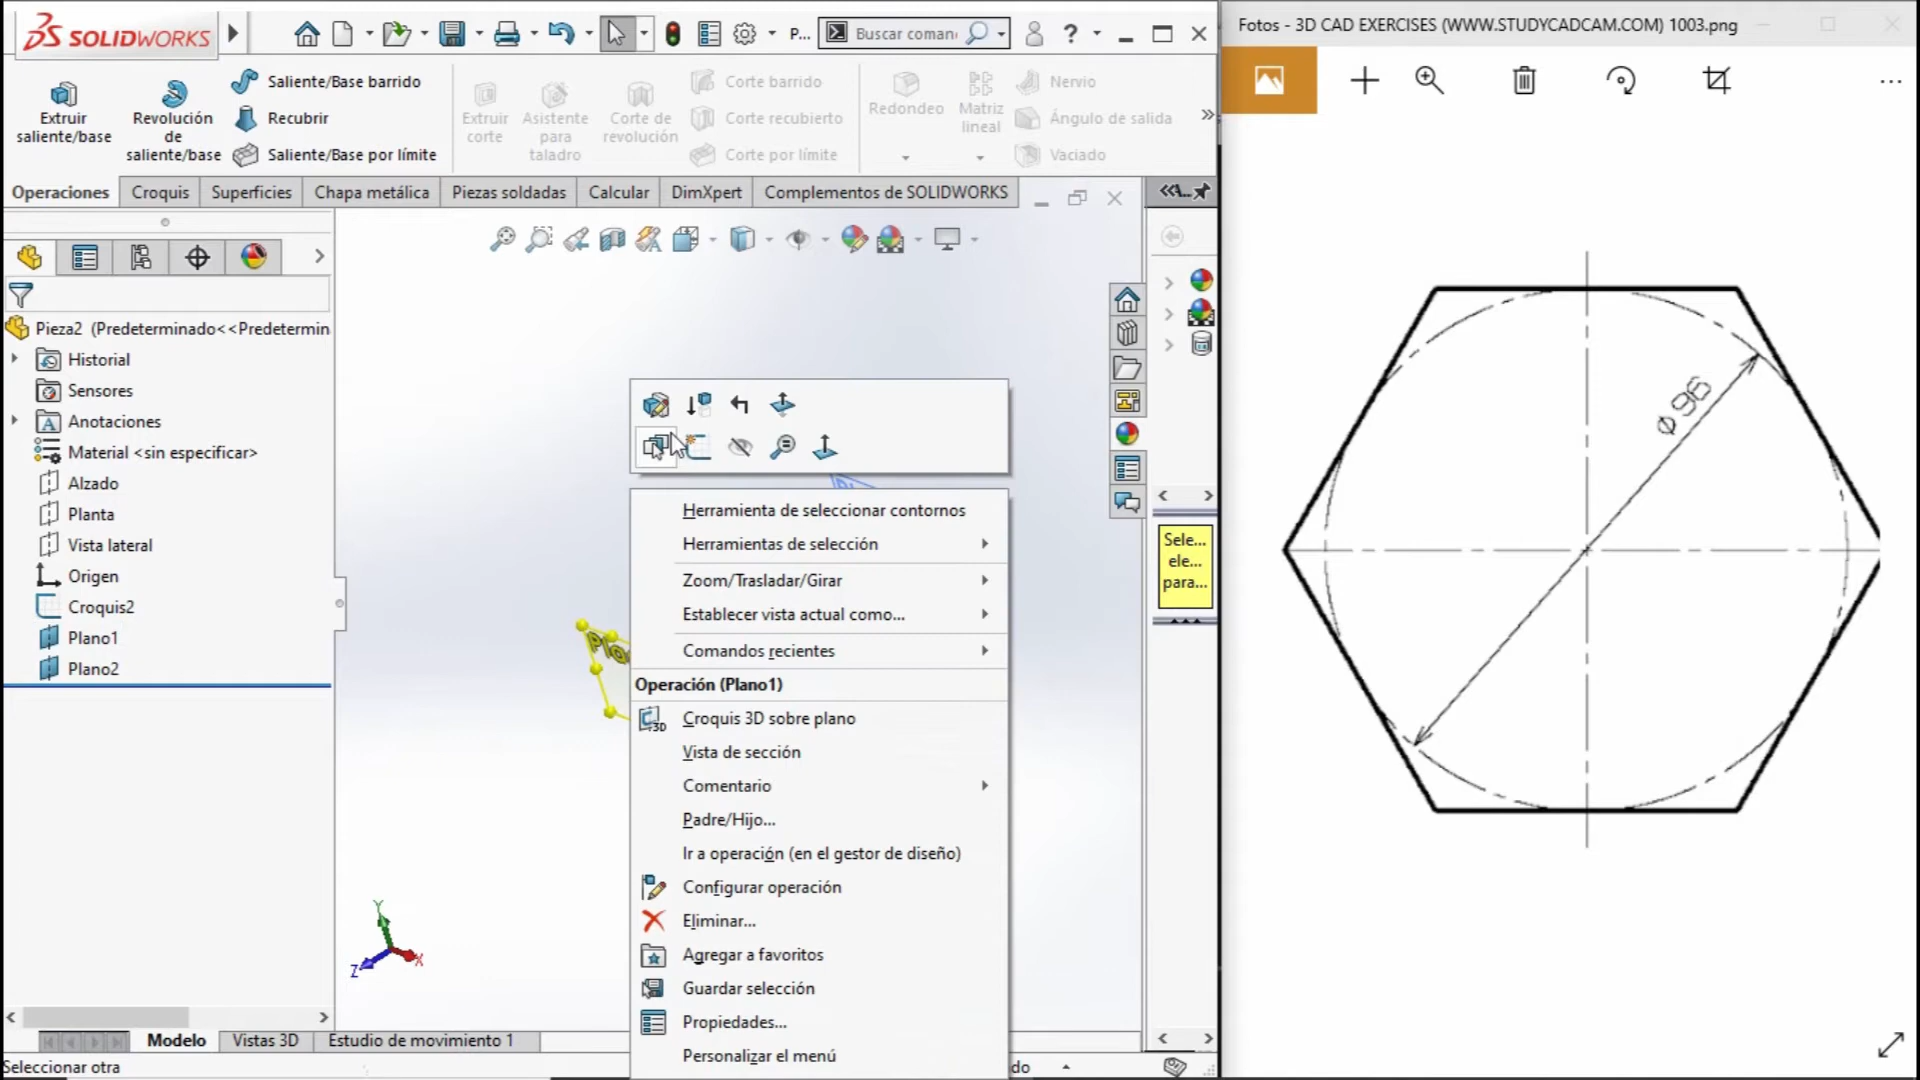 SOLIDWORKS
P...
Buscar coman
?
Fotos - 3D CAD EXERCISES (WWW.STUDYCADCAM.COM) 1003.png
Extruir
saliente/base
Revolución
de
saliente/base
Saliente/Base barrido
Recubrir
Saliente/Base por límite
Extruir
corte
Asistente
para
taladro
Corte de
revolución
Corte barrido
Corte recubierto
Corte por límite
Redondeo
Matriz
lineal
Nervio
Ángulo de salida
Vaciado
Operaciones
Croquis
Superficies
Chapa metálica
Piezas soldadas
Calcular
DimXpert
Complementos de SOLIDWORKS
Pieza2 (Predeterminado<<Predetermin
Historial
Sensores
Anotaciones
Material <sin especificar>
Alzado
Planta
Vista lateral
Origen
Croquis2
Plano1
Plano2
Herramienta de seleccionar contornos
Herramientas de selección
Zoom/Trasladar/Girar
Establecer vista actual como...
Comandos recientes
Operación (Plano1)
Croquis 3D sobre plano
Vista de sección
Comentario
Padre/Hijo...
Ir a operación (en el gestor de diseño)
Configurar operación
Eliminar...
Agregar a favoritos
Guardar selección
Propiedades...
Personalizar el menú
Sele...
ele...
para...
Ø96
Y
Z
X
Modelo
Vistas 3D
Estudio de movimiento 1
Seleccionar otra
do